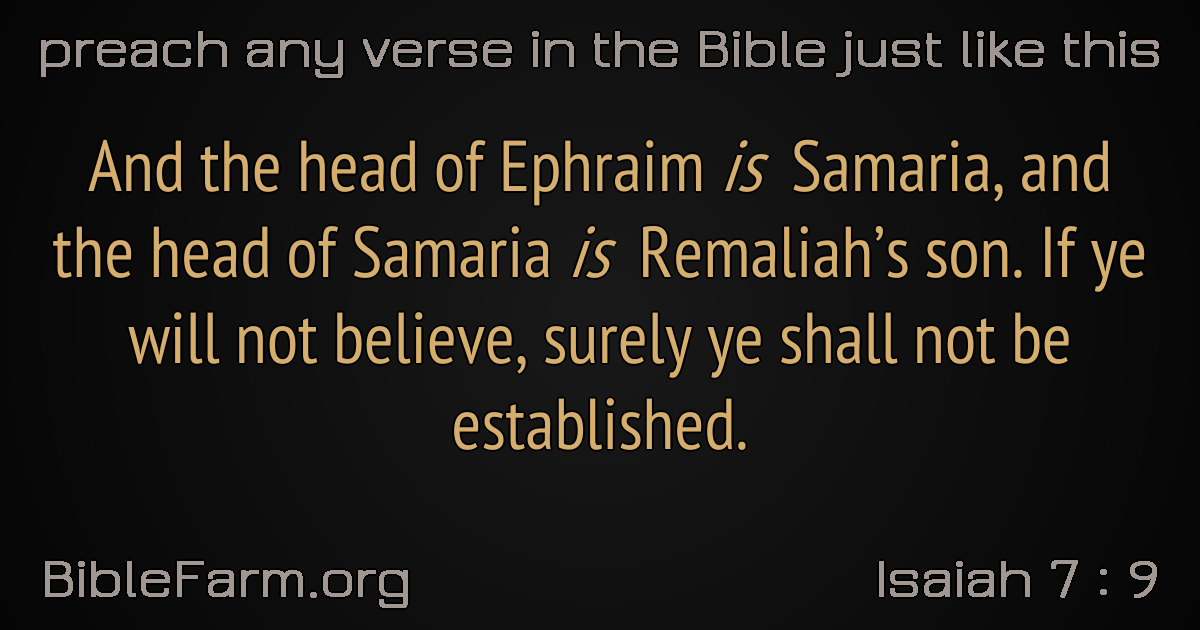 preach any verse in the Bible just like this
And the head of Ephraim is Samaria, and
the head of Samaria is Remaliah’s son. If ye
will not believe, surely ye shall not be
established.
BibleFarm.org
Isaiah 7 : 9